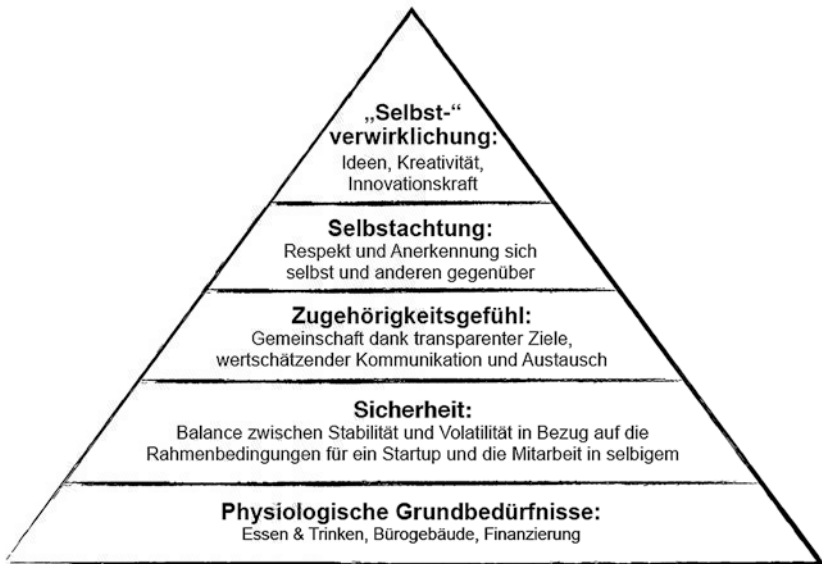 „Selbst-“
verwirklichung:
Ideen, Kreativität,
Innovationskraft
Selbstachtung:
Respekt und Anerkennung sich
selbst und anderen gegenüber
Zugehörigkeitsgefühl:
Gemeinschaft dank transparenter Ziele,
wertschätzender Kommunikation und Austausch
Sicherheit:
Balance zwischen Stabilität und Volatilität in Bezug auf die
Rahmenbedingungen für ein Startup und die Mitarbeit in selbigem
Physiologische Grundbedürfnisse:
Essen & Trinken, Bürogebäude, Finanzierung